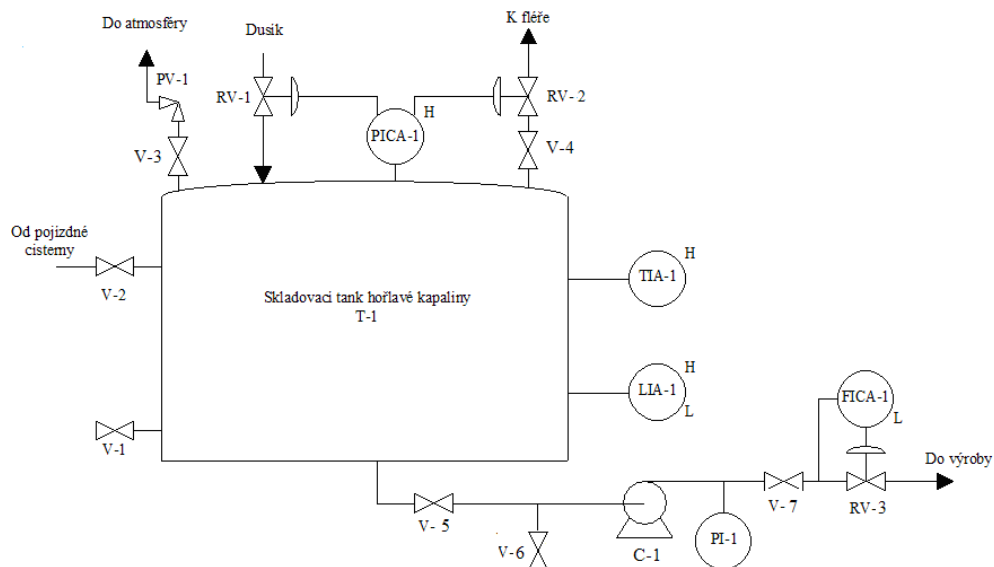 Do atmosféry
Dusík
K fléře
PV-1
RV-1
H
RV- 2
PICA-1
V-3
V-4
Od pojízdné
cisterny
V-2
H
TIA-1
Skladovací tank hořlavé kapaliny
T-1
H
LIA-1
L
FICA-1
L
V-1
Do výroby
V- 5
V- 7
RV-3
V-6
C-1
PI-1